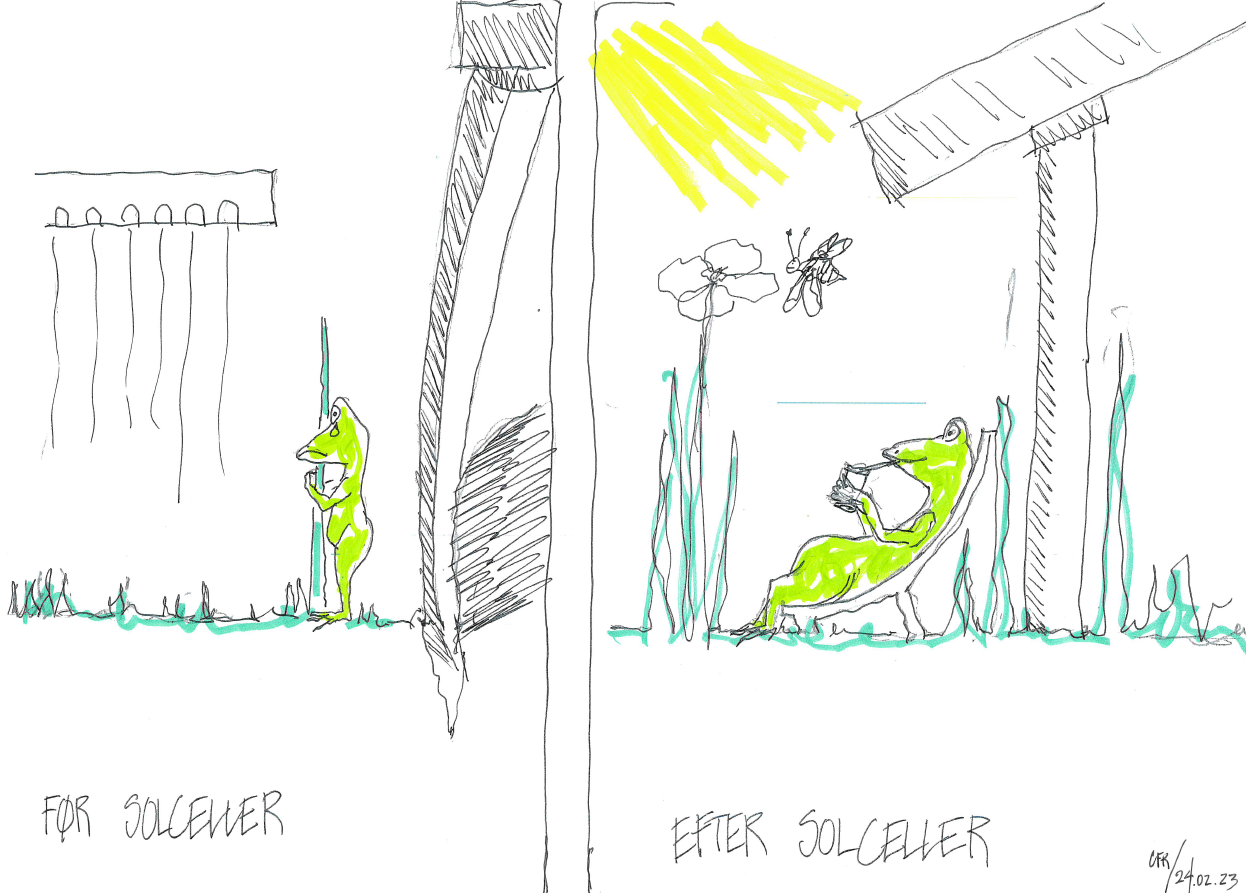 FØR SOLCELLER
EFTER SOLCELLER
CFR/24.02.23